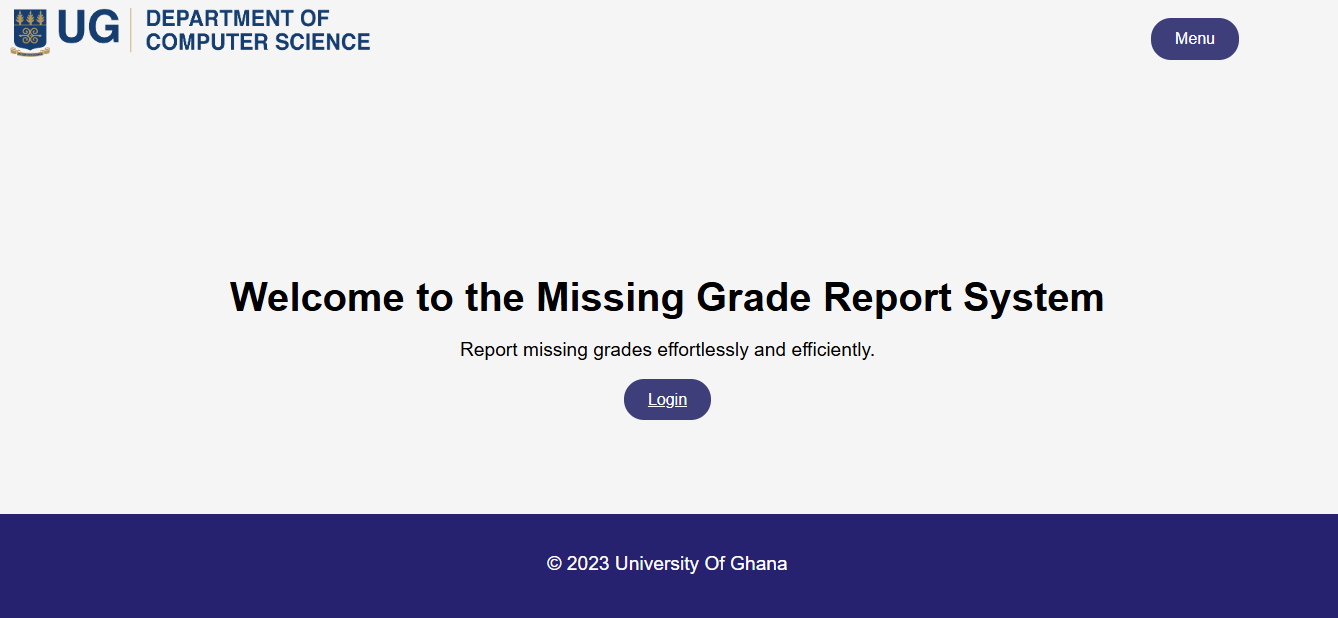 UG
DEPARTMENT OF
COMPUTER SCIENCE
Menu
Welcome to the Missing Grade Report System
Report missing grades effortlessly and efficiently.
Login
© 2023 University Of Ghana